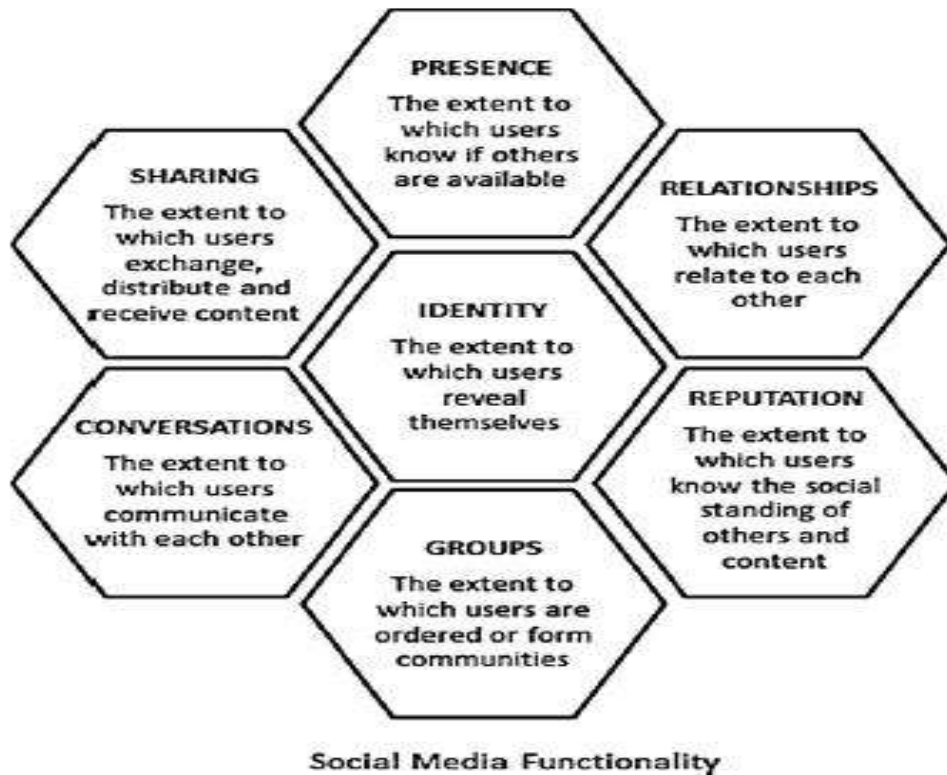 PRESENCE
The extent to
which users
know if others
are available
SHARING
The extent to
which users
exchange,
distribute and
receive content
RELATIONSHIPS
The extent to
which users
relate to each
other
IDENTITY
The extent to
which users
reveal
themselves
CONVERSATIONS
The extent to
which users
communicate
with each other
REPUTATION
The extent to
which users
know the social
standing of
others and
content
GROUPS
The extent to
which users are
ordered or form
communities
Social Media Functionality